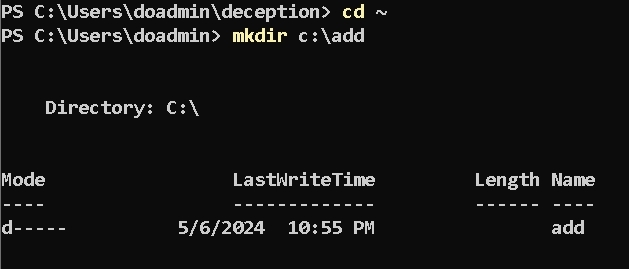 PS C:\Users\doadmin\deception> cd ~
PS C:\Users\doadmin> mkdir c:\add
Directory: C:\
Mode LastWriteTime Length Name
---- ------------- ------ ----
d----- 5/6/2024 10:55 PM add